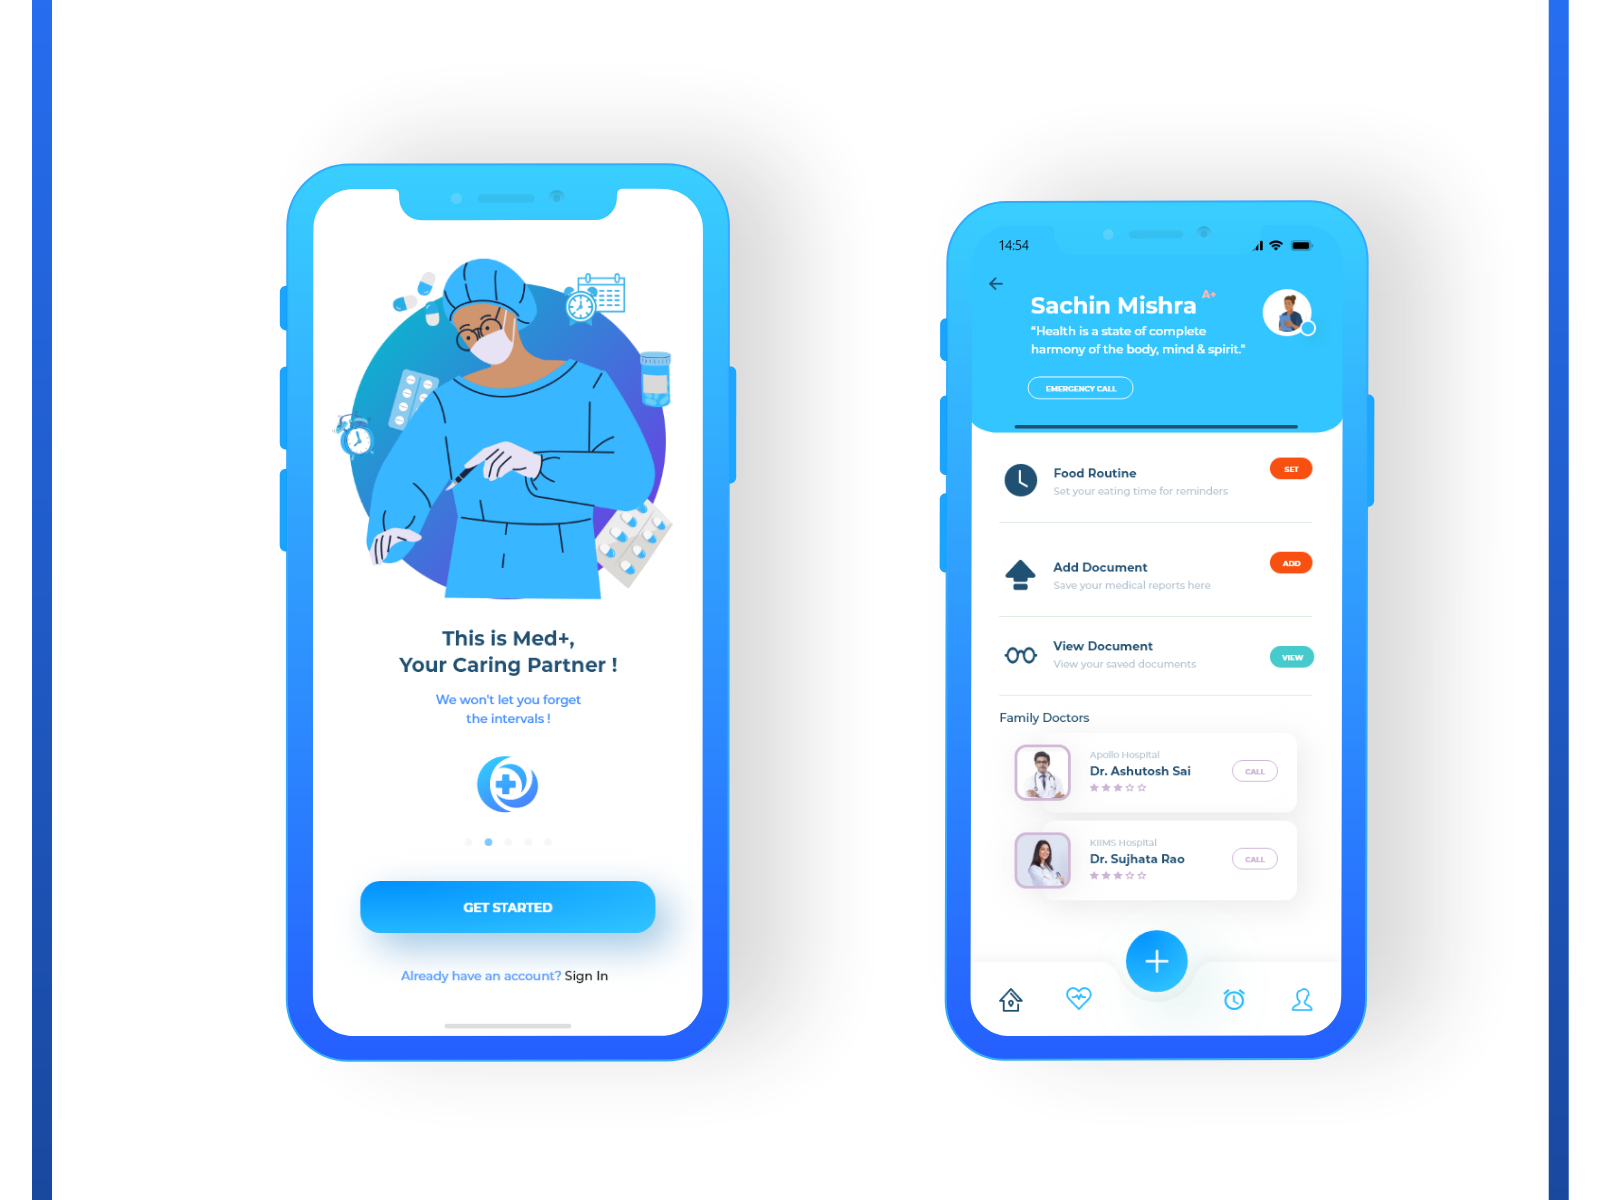 This is Med+,
Your Caring Partner !
We won't let you forget
the intervals !
GET STARTED
Already have an account? Sign In
14:54
Sachin Mishra A+
"Health is a state of complete
harmony of the body, mind & spirit."
EMERGENCY CALL
Food Routine
Set your eating time for reminders
SET
Add Document
Save your medical reports here
ADD
View Document
View your saved documents
VIEW
Family Doctors
Apollo Hospital
Dr. Ashutosh Sai
CALL
KIIMS Hospital
Dr. Sujhata Rao
CALL